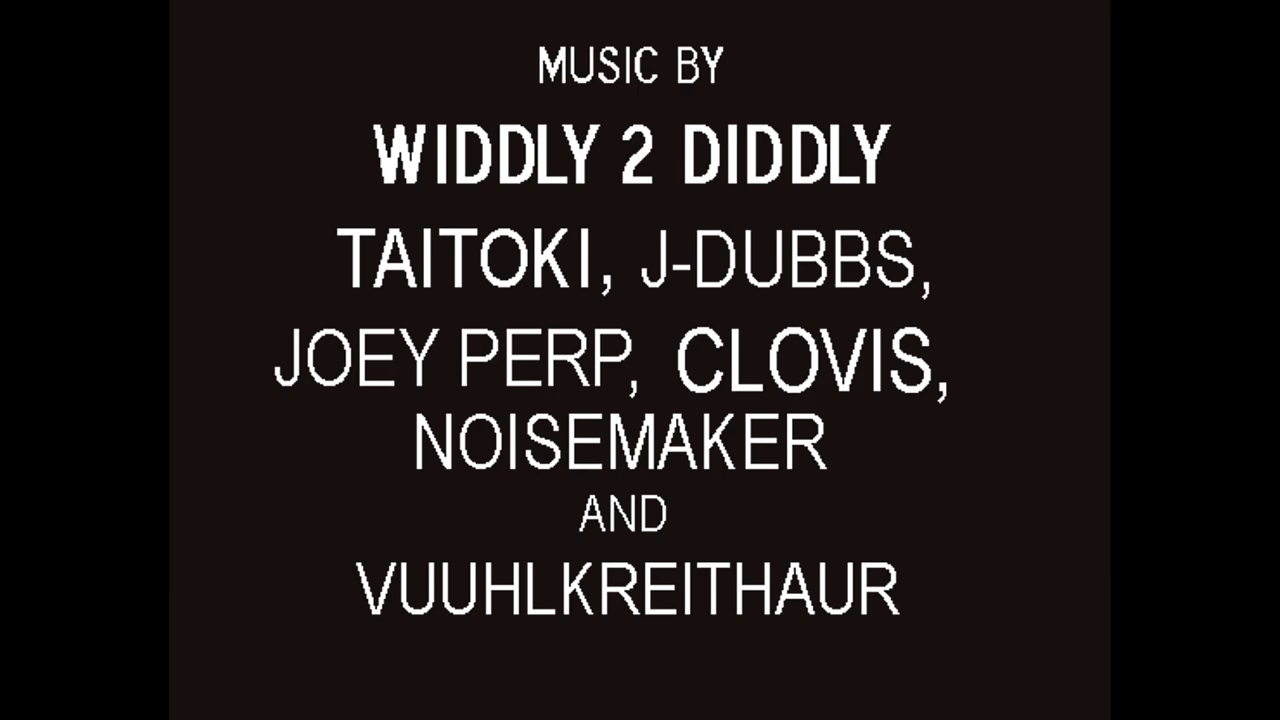 MUSIC BY
WIDDLY 2 DIDDLY
TAITOKI, J-DUBBS,
JOEY PERP, CLOVIS,
NOISEMAKER
AND
VUUHLKREITHAUR